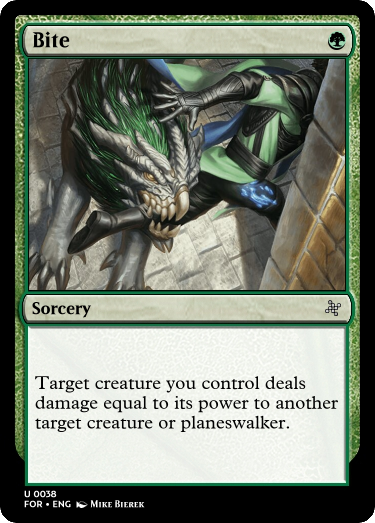 Bite
Sorcery
Target creature you control deals
damage equal to its power to another
target creature or planeswalker.
U 0038
FOR • ENG Mike Bierek